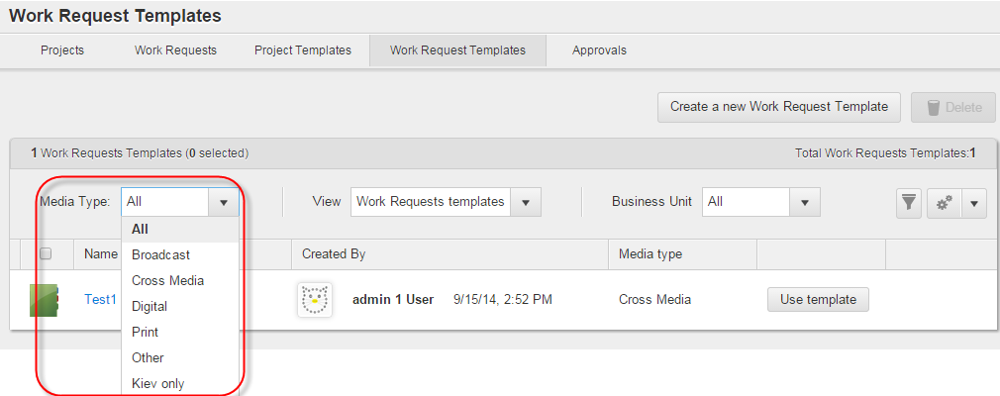 Work Request Templates
Projects Work Requests Project Templates Work Request Templates Approvals
Create a new Work Request Template Delete
1 Work Requests Templates (0 selected) Total Work Requests Templates:1
Media Type: All View Work Requests templates Business Unit All
All
Name Created By Media type
Broadcast
Cross Media
Digital
Test1 admin 1 User 9/15/14, 2:52 PM Cross Media Use template
Print
Other
Kiev only